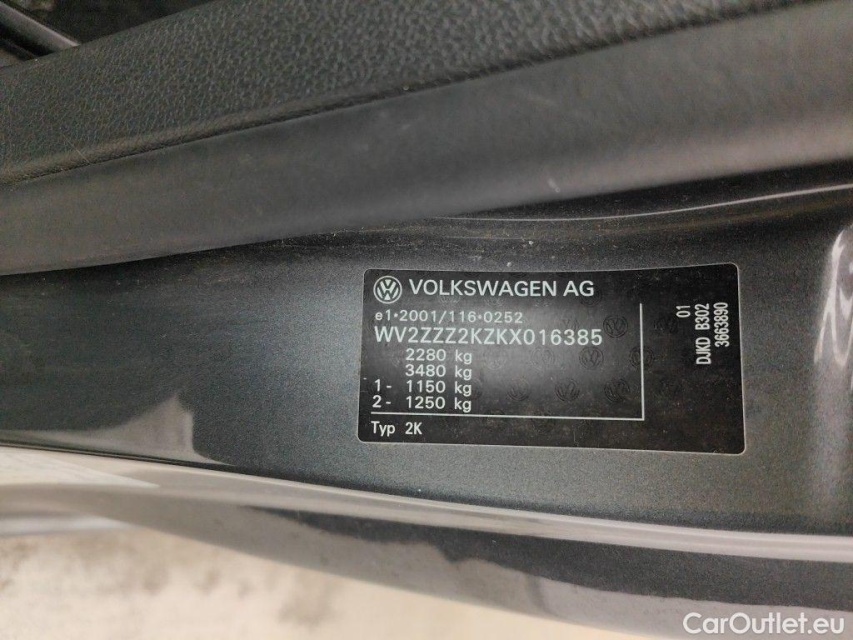 VOLKSWAGEN AG
e1*2001/116*0252
WV2ZZZ2KZKX016385
2280 kg
3480 kg
1- 1150 kg
2- 1250 kg
Typ 2K
01
DJKD B302
3663890
CarOutlet.eu